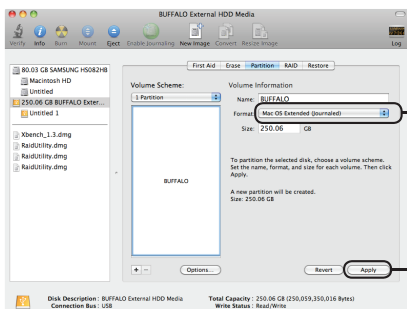 BUFFALO External HDD Media
Verify Info Burn Mount Eject Enable Journaling New Image Convert Resize Image Log
First Aid Erase Partition RAID Restore
80.03 GB SAMSUNG HS082HB
Macintosh HD
Untitled
250.06 GB BUFFALO Exter...
Untitled 1
Xbench_1.3.dmg
RaidUtility.dmg
RaidUtility.dmg
RaidUtility.dmg
Volume Scheme:
1 Partition
BUFFALO
+ - Options...
Volume Information
Name: BUFFALO
Format: Mac OS Extended (Journaled)
Size: 250.06 GB
To partition the selected disk, choose a volume scheme.
Set the name, format, and size for each volume. Then click
Apply.
A new partition will be created.
Size: 250.06 GB
Revert Apply
Disk Description : BUFFALO External HDD Media Total Capacity : 250.06 GB (250,059,350,016 Bytes)
Connection Bus : USB Write Status : Read/Write